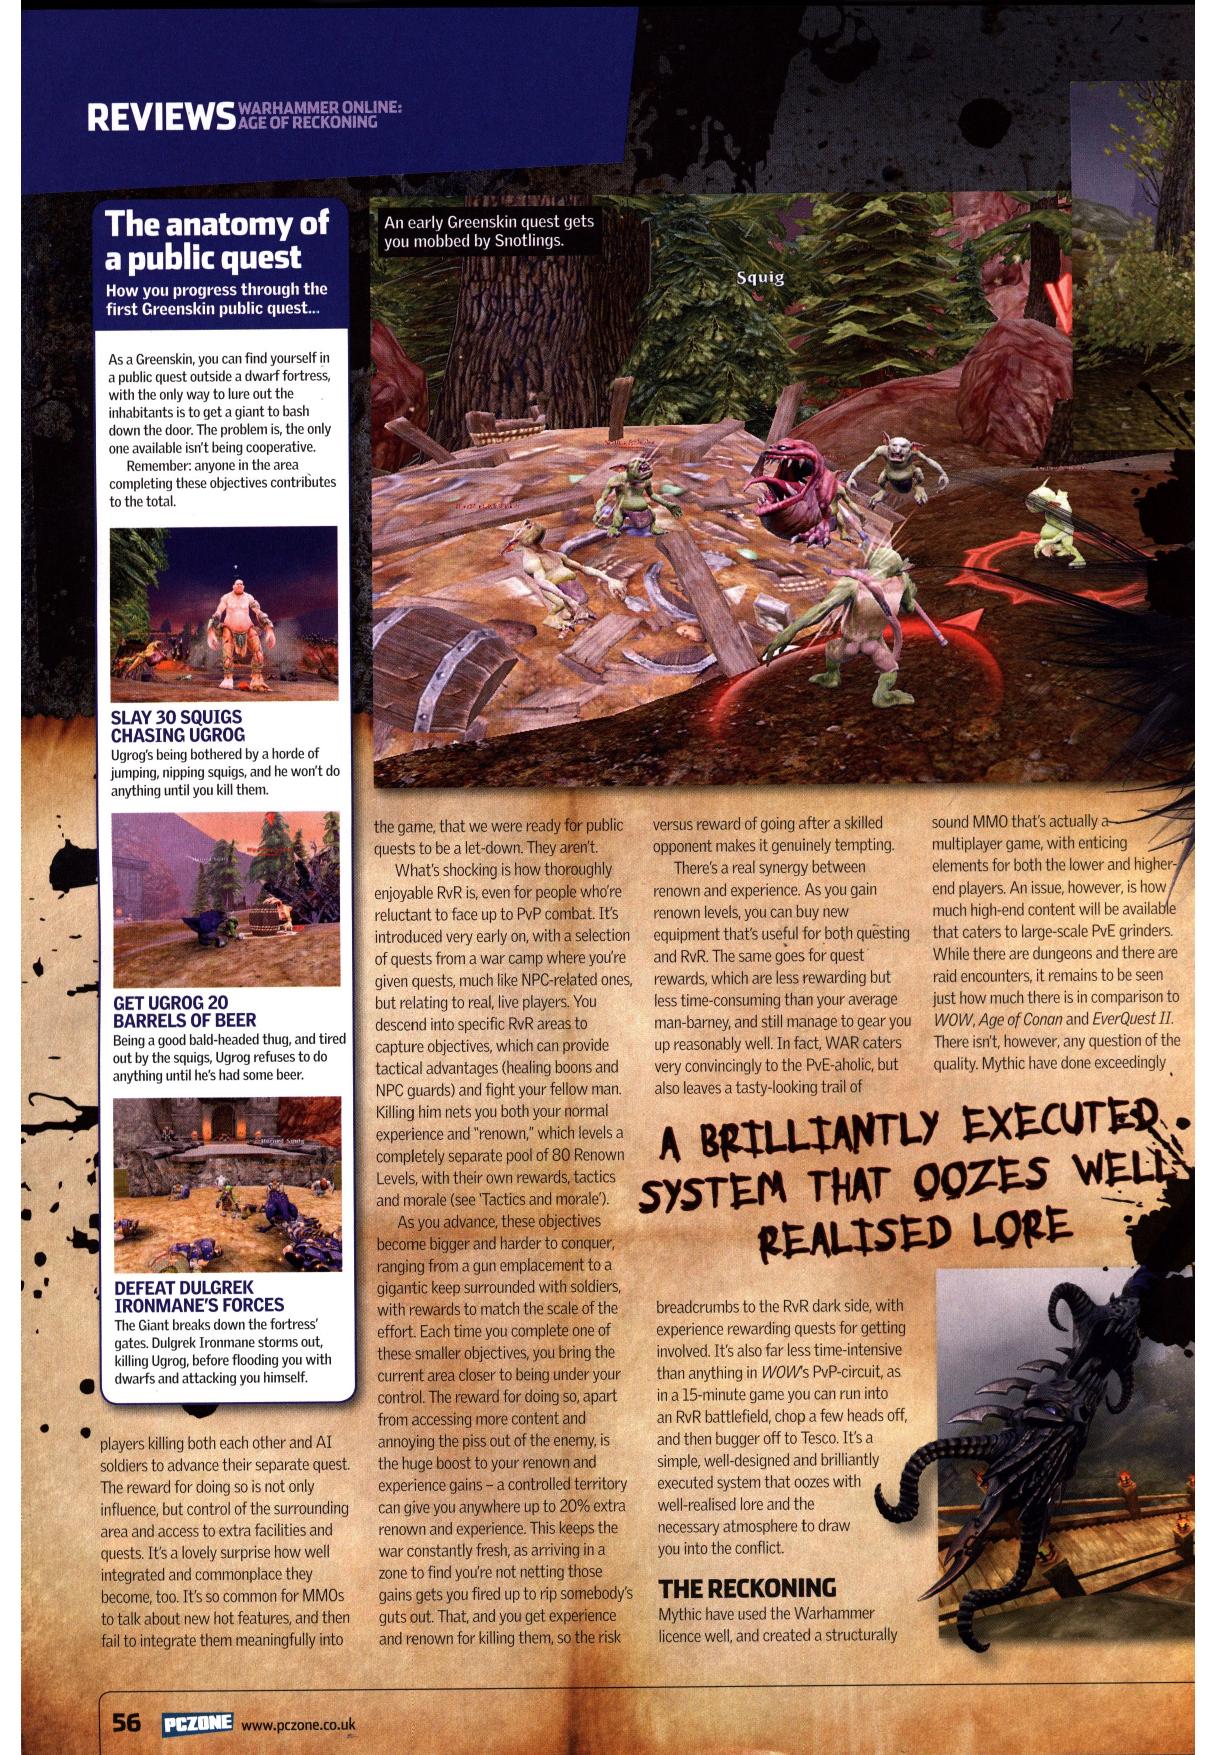 REVIEWS WARHAMMER ONLINE:
AGE OF RECKONING
The anatomy of
a public quest
How you progress through the
first Greenskin public quest...
As a Greenskin, you can find yourself in
a public quest outside a dwarf fortress,
with the only way to lure out the
inhabitants is to get a giant to bash
down the door. The problem is, the only
one available isn't being cooperative.
Remember: anyone in the area
completing these objectives contributes
to the total.
SLAY 30 SQUIGS
CHASING UGROG
Ugrog's being bothered by a horde of
jumping, nipping squigs, and he won't do
anything until you kill them.
GET UGROG 20
BARRELS OF BEER
Being a good bald-headed thug, and tired
out by the squigs, Ugrog refuses to do
anything until he's had some beer.
Horned Squig
DEFEAT DULGREK
IRONMANE'S FORCES
The Giant breaks down the fortress'
gates. Dulgrek Ironmane storms out,
killing Ugrog, before flooding you with
dwarfs and attacking you himself.
An early Greenskin quest gets
you mobbed by Snotlings.
Squig
players killing both each other and AI
soldiers to advance their separate quest.
The reward for doing so is not only
influence, but control of the surrounding
area and access to extra facilities and
quests. It's a lovely surprise how well
integrated and commonplace they
become, too. It's so common for MMOs
to talk about new hot features, and then
fail to integrate them meaningfully into
the game, that we were ready for public
quests to be a let-down. They aren't.
What's shocking is how thoroughly
enjoyable RvR is, even for people who're
reluctant to face up to PvP combat. It's
introduced very early on, with a selection
of quests from a war camp where you're
given quests, much like NPC-related ones,
but relating to real, live players. You
descend into specific RvR areas to
capture objectives, which can provide
tactical advantages (healing boons and
NPC guards) and fight your fellow man.
Killing him nets you both your normal
experience and "renown," which levels a
completely separate pool of 80 Renown
Levels, with their own rewards, tactics
and morale (see 'Tactics and morale').
As you advance, these objectives
become bigger and harder to conquer,
ranging from a gun emplacement to a
gigantic keep surrounded with soldiers,
with rewards to match the scale of the
effort. Each time you complete one of
these smaller objectives, you bring the
current area closer to being under your
control. The reward for doing so, apart
from accessing more content and
annoying the piss out of the enemy, is
the huge boost to your renown and
experience gains – a controlled territory
can give you anywhere up to 20% extra
renown and experience. This keeps the
war constantly fresh, as arriving in a
zone to find you're not netting those
gains gets you fired up to rip somebody's
guts out. That, and you get experience
and renown for killing them, so the risk
versus reward of going after a skilled
opponent makes it genuinely tempting.
There's a real synergy between
renown and experience. As you gain
renown levels, you can buy new
equipment that's useful for both questing
and RvR. The same goes for quest
rewards, which are less rewarding but
less time-consuming than your average
man-barney, and still manage to gear you
up reasonably well. In fact, WAR caters
very convincingly to the PvE-aholic, but
also leaves a tasty-looking trail of
A BRILLIANTLY EXECUTED
SYSTEM THAT OOZES WELL
REALISED LORE
breadcrumbs to the RvR dark side, with
experience rewarding quests for getting
involved. It's also far less time-intensive
than anything in WOW's PvP-circuit, as
in a 15-minute game you can run into
an RvR battlefield, chop a few heads off,
and then bugger off to Tesco. It's a
simple, well-designed and brilliantly
executed system that oozes with
well-realised lore and the
necessary atmosphere to draw
you into the conflict.
THE RECKONING
Mythic have used the Warhammer
licence well, and created a structurally
sound MMO that's actually a
multiplayer game, with enticing
elements for both the lower and higher-
end players. An issue, however, is how
much high-end content will be available
that caters to large-scale PvE grinders.
While there are dungeons and there are
raid encounters, it remains to be seen
just how much there is in comparison to
WOW, Age of Conan and EverQuest II.
There isn't, however, any question of the
quality. Mythic have done exceedingly
56 PCZONE www.pczone.co.uk